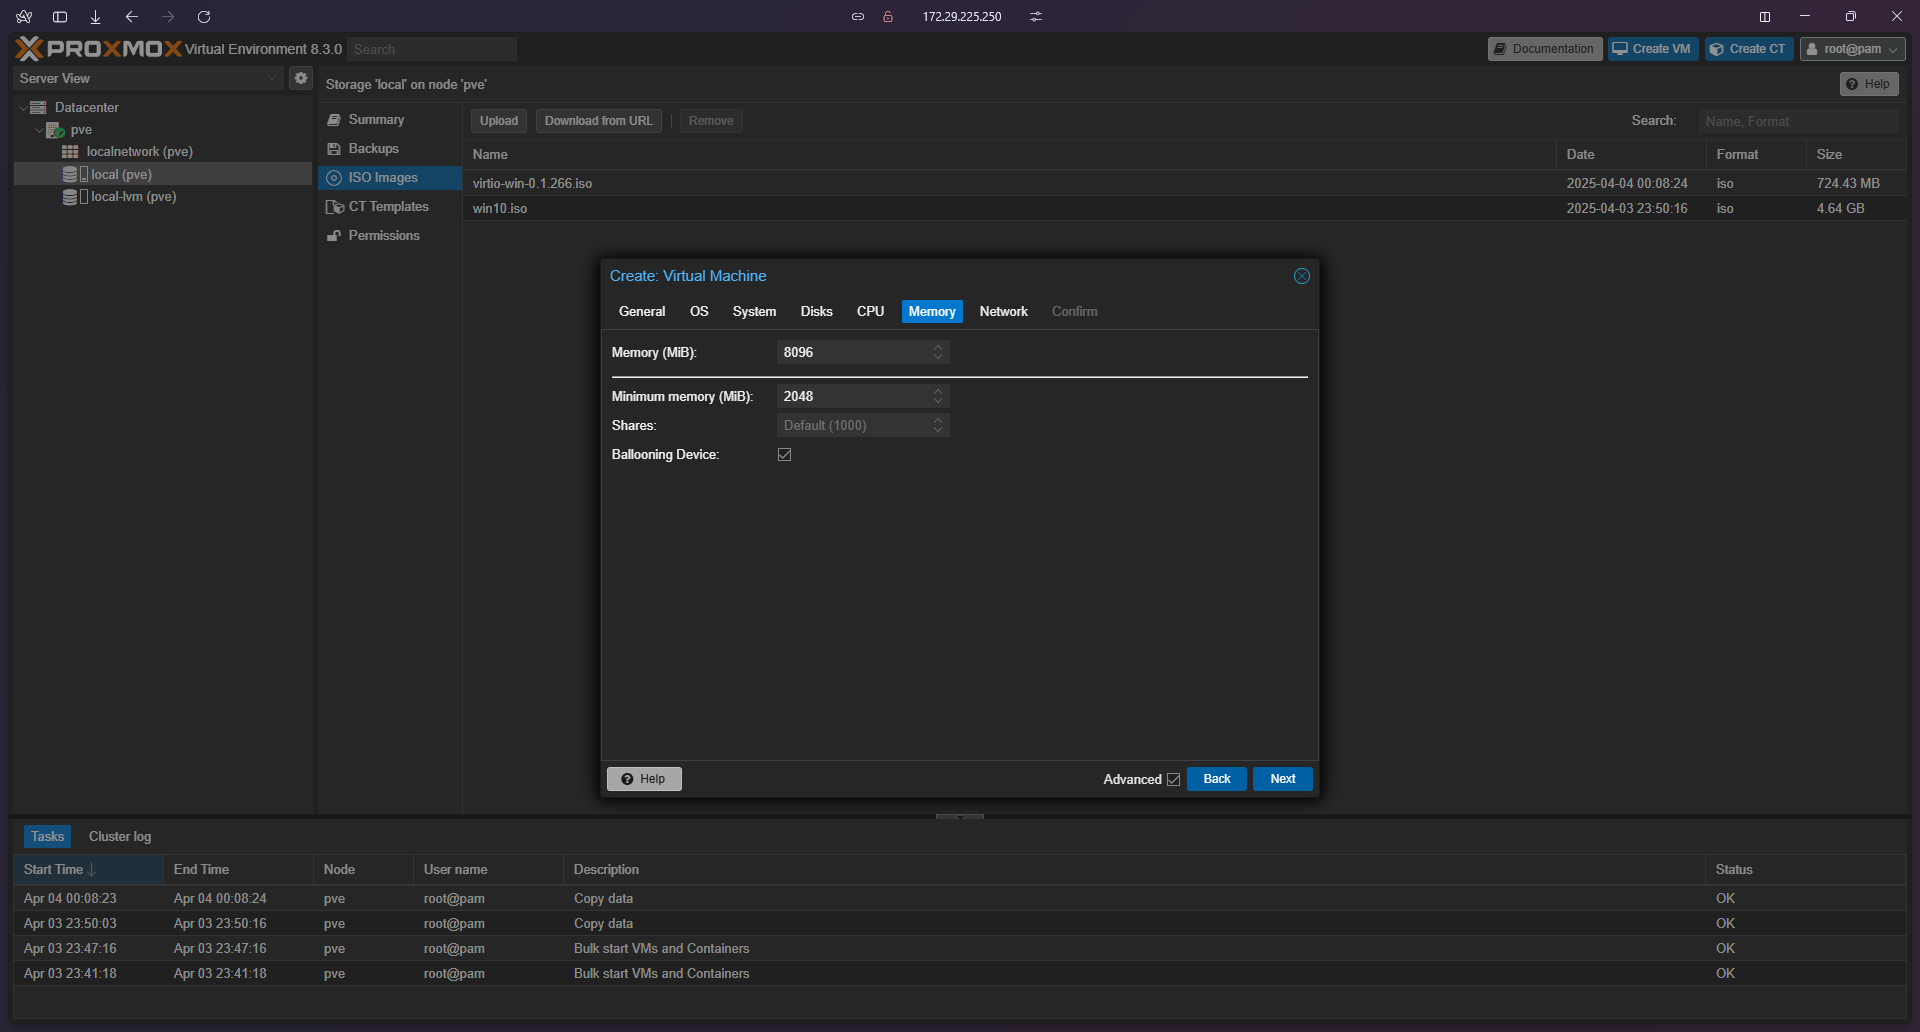 172.29.225.250
PROXMOX Virtual Environment 8.3.0 Search Documentation Create VM Create CT root@pam
Server View
Storage 'local' on node 'pve' Help
Datacenter
pve
localnetwork (pve)
local (pve)
local-lvm (pve)
Summary
Backups
ISO Images
CT Templates
Permissions
Upload Download from URL Remove Search: Name, Format
Name Date Format Size
virtio-win-0.1.266.iso 2025-04-04 00:08:24 iso 724.43 MB
win10.iso 2025-04-03 23:50:16 iso 4.64 GB
Create: Virtual Machine
General OS System Disks CPU Memory Network Confirm
Memory (MiB): 8096
Minimum memory (MiB): 2048
Shares: Default (1000)
Ballooning Device:
Help Advanced Back Next
Tasks Cluster log
Start Time End Time Node User name Description Status
Apr 04 00:08:23 Apr 04 00:08:24 pve root@pam Copy data OK
Apr 03 23:50:03 Apr 03 23:50:16 pve root@pam Copy data OK
Apr 03 23:47:16 Apr 03 23:47:16 pve root@pam Bulk start VMs and Containers OK
Apr 03 23:41:18 Apr 03 23:41:18 pve root@pam Bulk start VMs and Containers OK